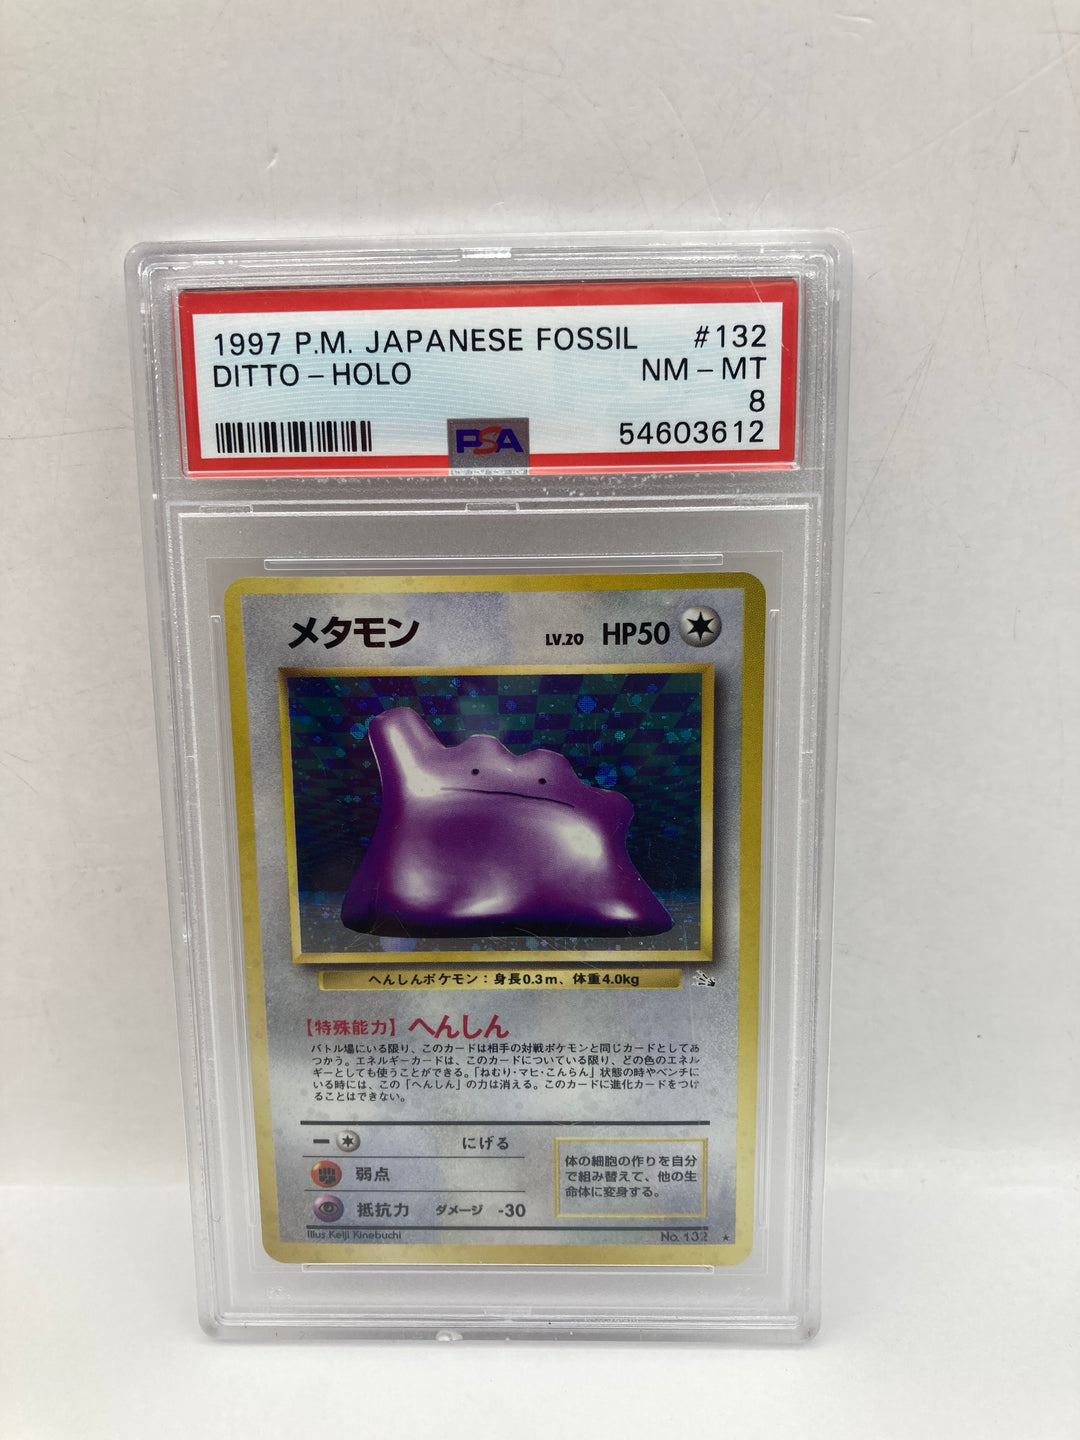 1997 P.M. JAPANESE FOSSIL #132
DITTO - HOLO NM - MT
8
PSA 54603612
メタモン LV.20 HP50
へんしんポケモン：身長0.3m、体重4.0kg
【特殊能力】へんしん
バトル場にいる限り、このカードは相手の対戦ポケモンと同じカードとしてあ
つかう。エネルギーカードは、このカードについている限り、どの色のエネル
ギーとしても使うことができる。「ねむり・マヒ・こんらん」状態の時やベンチに
いる時には、この「へんしん」の力は消える。このカードに進化カードをつけ
ることはできない。
にげる
弱点
抵抗力 ダメージ -30
体の細胞の作りを自分
で組み替えて、他の生
命体に変身する。
Illus.Keiji Kinebuchi No. 132